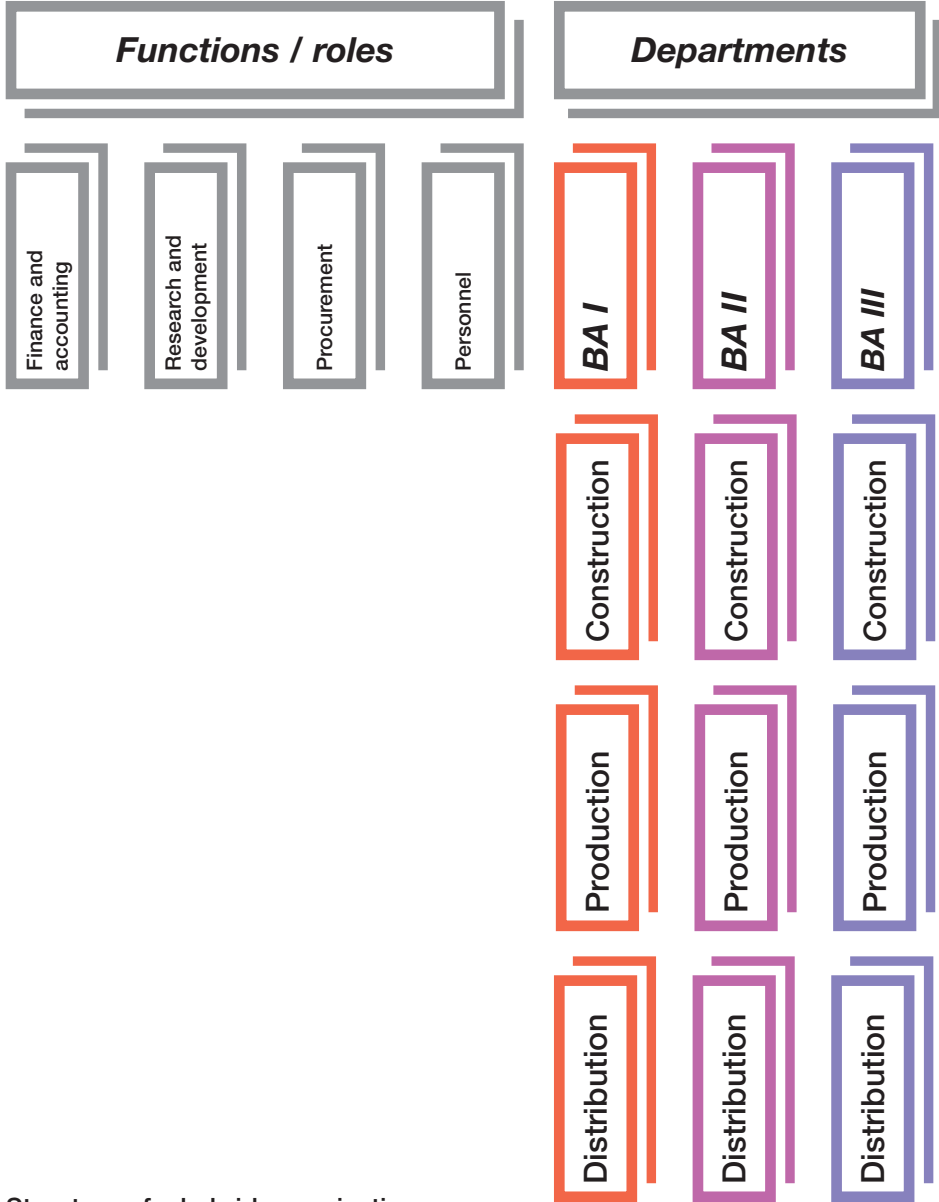 Functions / roles
Departments
Finance and
accounting
Research and
development
Procurement
Personnel
BA I
BA II
BA III
Construction
Construction
Construction
Production
Production
Production
Distribution
Distribution
Distribution